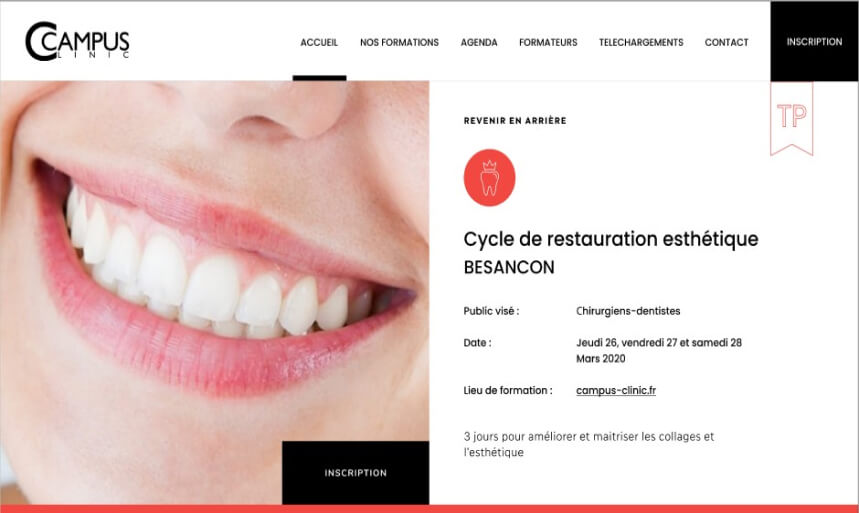 CCAMPUS
LINIC
ACCUEIL
NOS FORMATIONS
AGENDA
FORMATEURS
TELECHARGEMENTS
CONTACT
INSCRIPTION
REVENIR EN ARRIÈRE
TP
Cycle de restauration esthétique
BESANCON
Public visé : Chirurgiens-dentistes
Date : Jeudi 26, vendredi 27 et samedi 28
Mars 2020
Lieu de formation : campus-clinic.fr
3 jours pour améliorer et maitriser les collages et
l'esthétique
INSCRIPTION